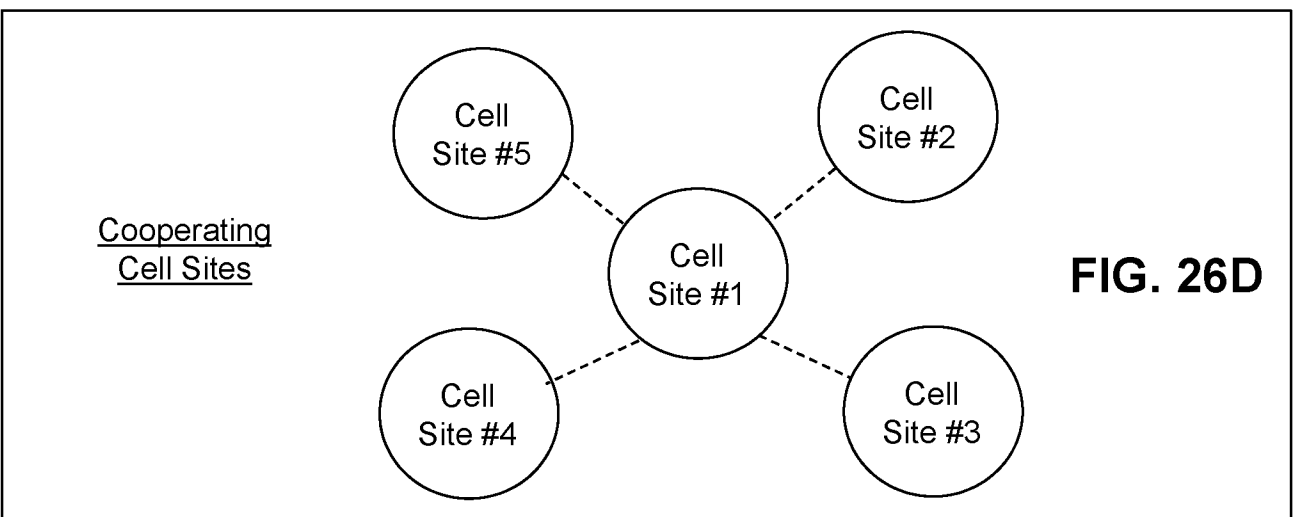 Cell
Site #5
Cell
Site #2
Cooperating
Cell Sites
Cell
Site #1
FIG. 26D
Cell
Site #4
Cell
Site #3